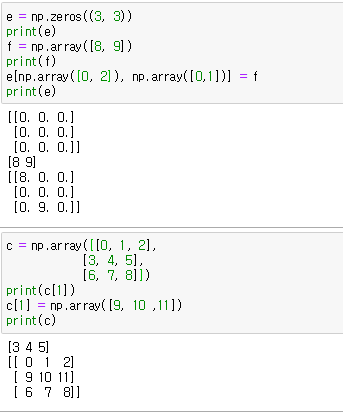 e = np.zeros((3, 3))
print(e)
f = np.array([8, 9])
print(f)
e[np.array([0, 2]), np.array([0,1])] = f
print(e)
[[0. 0. 0.]
 [0. 0. 0.]
 [0. 0. 0.]]
[8 9]
[[8. 0. 0.]
 [0. 0. 0.]
 [0. 9. 0.]]
c = np.array([[0, 1, 2],
              [3, 4, 5],
              [6, 7, 8]])
print(c[1])
c[1] = np.array([9, 10 ,11])
print(c)
[3 4 5]
[[ 0  1  2]
 [ 9 10 11]
 [ 6  7  8]]